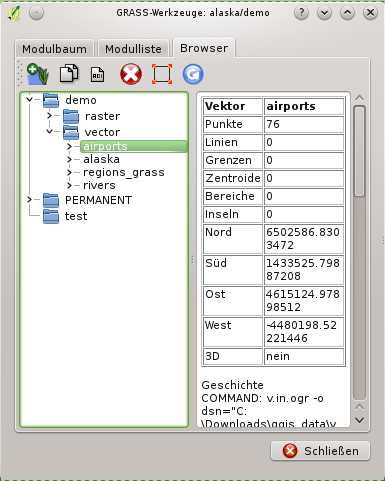 GRASS-Werkzeuge: alaska/demo
Modulbaum Modulliste Browser
demo
raster
vector
airports
alaska
regions_grass
rivers
PERMANENT
test
Vektor airports
Punkte 76
Linien 0
Grenzen 0
Zentroide 0
Bereiche 0
Inseln 0
Nord 6502586.830
3472
Süd 1433525.798
87208
Ost 4615124.978
98512
West -4480198.52
221446
3D nein
Geschichte
COMMAND: v.in.ogr -o
dsn="C:
\Downloads\qgis_data\v
Schließen